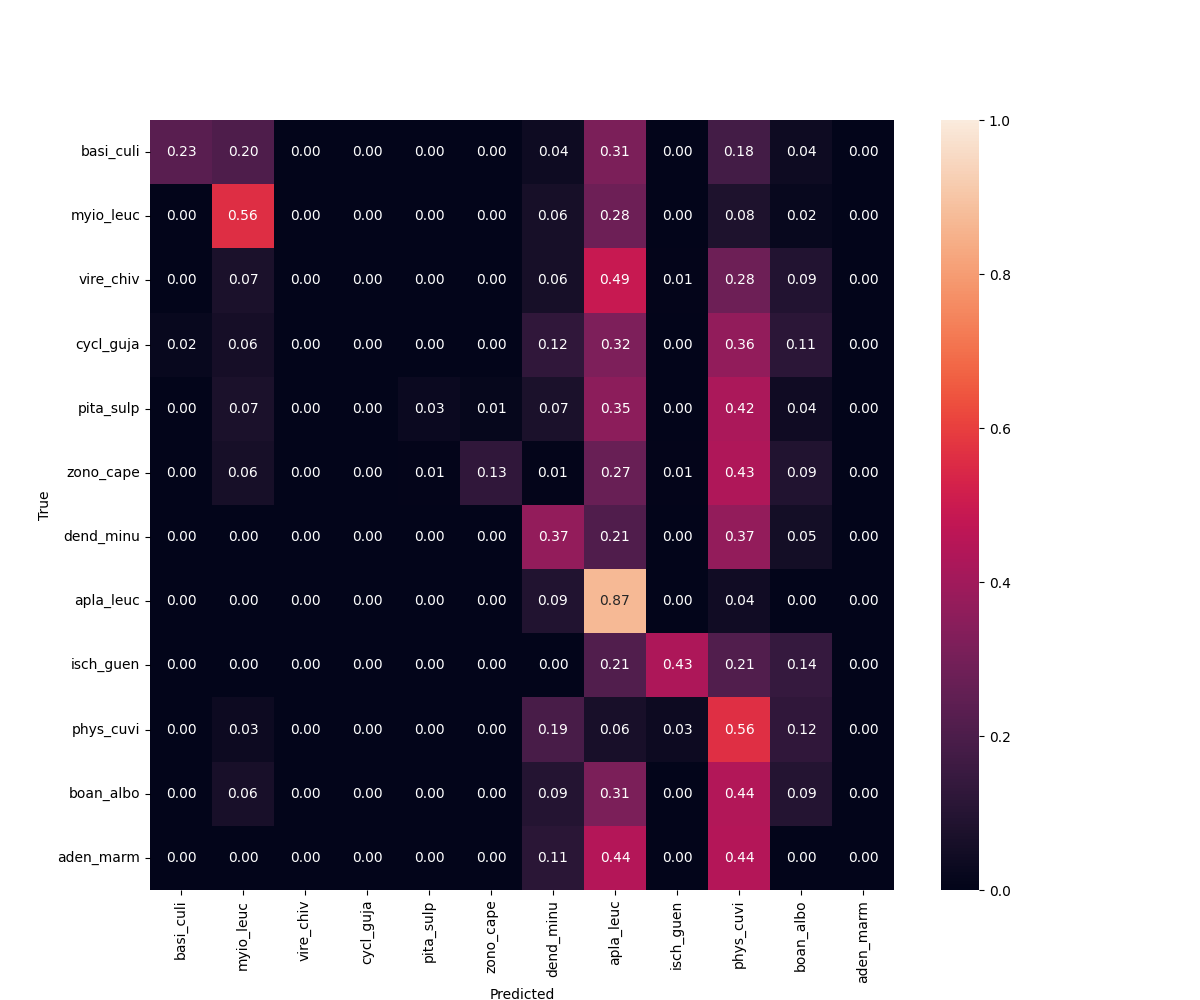 basi_culi 0.23 0.20 0.00 0.00 0.00 0.00 0.04 0.31 0.00 0.18 0.04 0.00
myio_leuc 0.00 0.56 0.00 0.00 0.00 0.00 0.06 0.28 0.00 0.08 0.02 0.00
vire_chiv 0.00 0.07 0.00 0.00 0.00 0.00 0.06 0.49 0.01 0.28 0.09 0.00
cycl_guja 0.02 0.06 0.00 0.00 0.00 0.00 0.12 0.32 0.00 0.36 0.11 0.00
pita_sulp 0.00 0.07 0.00 0.00 0.03 0.01 0.07 0.35 0.00 0.42 0.04 0.00
zono_cape 0.00 0.06 0.00 0.00 0.01 0.13 0.01 0.27 0.01 0.43 0.09 0.00
dend_minu 0.00 0.00 0.00 0.00 0.00 0.00 0.37 0.21 0.00 0.37 0.05 0.00
apla_leuc 0.00 0.00 0.00 0.00 0.00 0.00 0.09 0.87 0.00 0.04 0.00 0.00
isch_guen 0.00 0.00 0.00 0.00 0.00 0.00 0.00 0.21 0.43 0.21 0.14 0.00
phys_cuvi 0.00 0.03 0.00 0.00 0.00 0.00 0.19 0.06 0.03 0.56 0.12 0.00
boan_albo 0.00 0.06 0.00 0.00 0.00 0.00 0.09 0.31 0.00 0.44 0.09 0.00
aden_marm 0.00 0.00 0.00 0.00 0.00 0.00 0.11 0.44 0.00 0.44 0.00 0.00
True
basi_culi
myio_leuc
vire_chiv
cycl_guja
pita_sulp
zono_cape
dend_minu
apla_leuc
isch_guen
phys_cuvi
boan_albo
aden_marm
Predicted
1.0
0.8
0.6
0.4
0.2
0.0